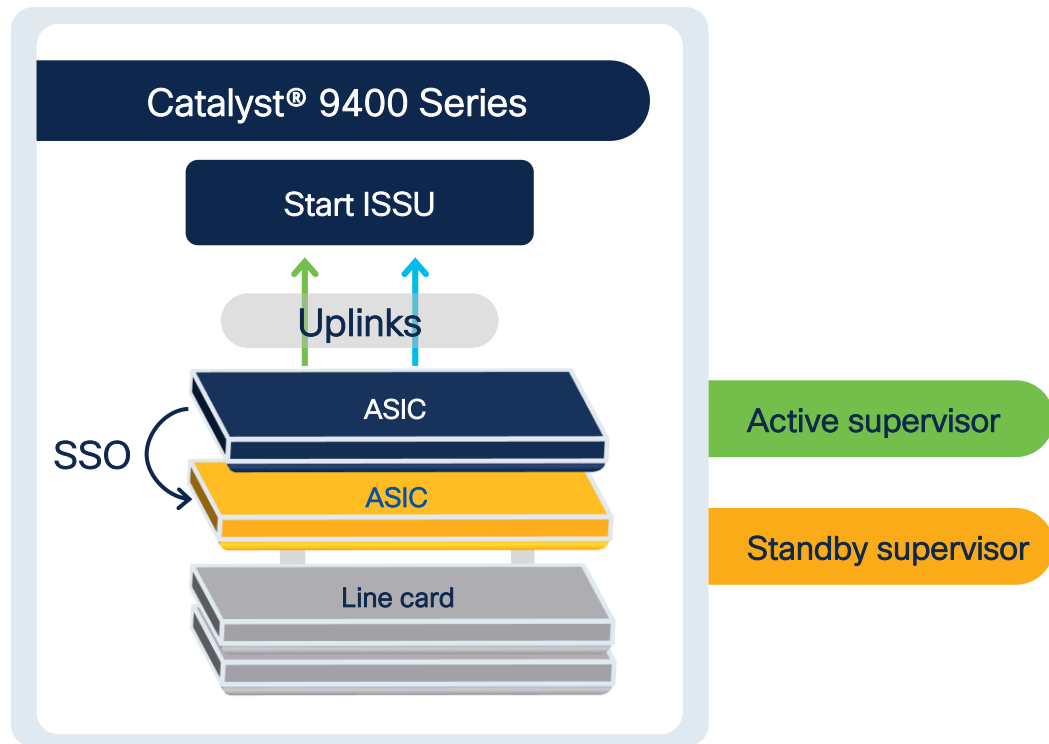 Catalyst® 9400 Series
Start ISSU
Uplinks
ASIC
Active supervisor
SSO
ASIC
Standby supervisor
Line card